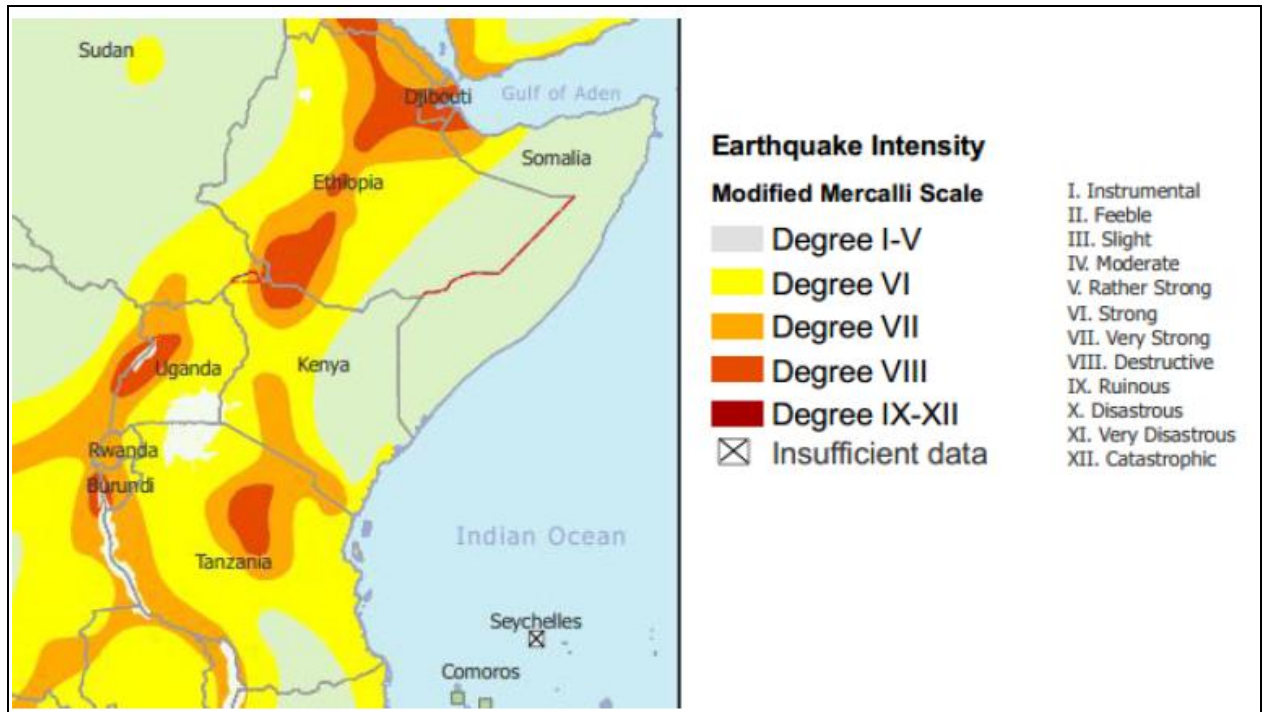 Sudan
Djibouti
Gulf of Aden
Somalia
Ethiopia
Uganda
Kenya
Rwanda
Burundi
Tanzania
Indian Ocean
Seychelles
Comoros
Earthquake Intensity
Modified Mercalli Scale
Degree I-V
Degree VI
Degree VII
Degree VIII
Degree IX-XII
Insufficient data
I. Instrumental
II. Feeble
III. Slight
IV. Moderate
V. Rather Strong
VI. Strong
VII. Very Strong
VIII. Destructive
IX. Ruinous
X. Disastrous
XI. Very Disastrous
XII. Catastrophic